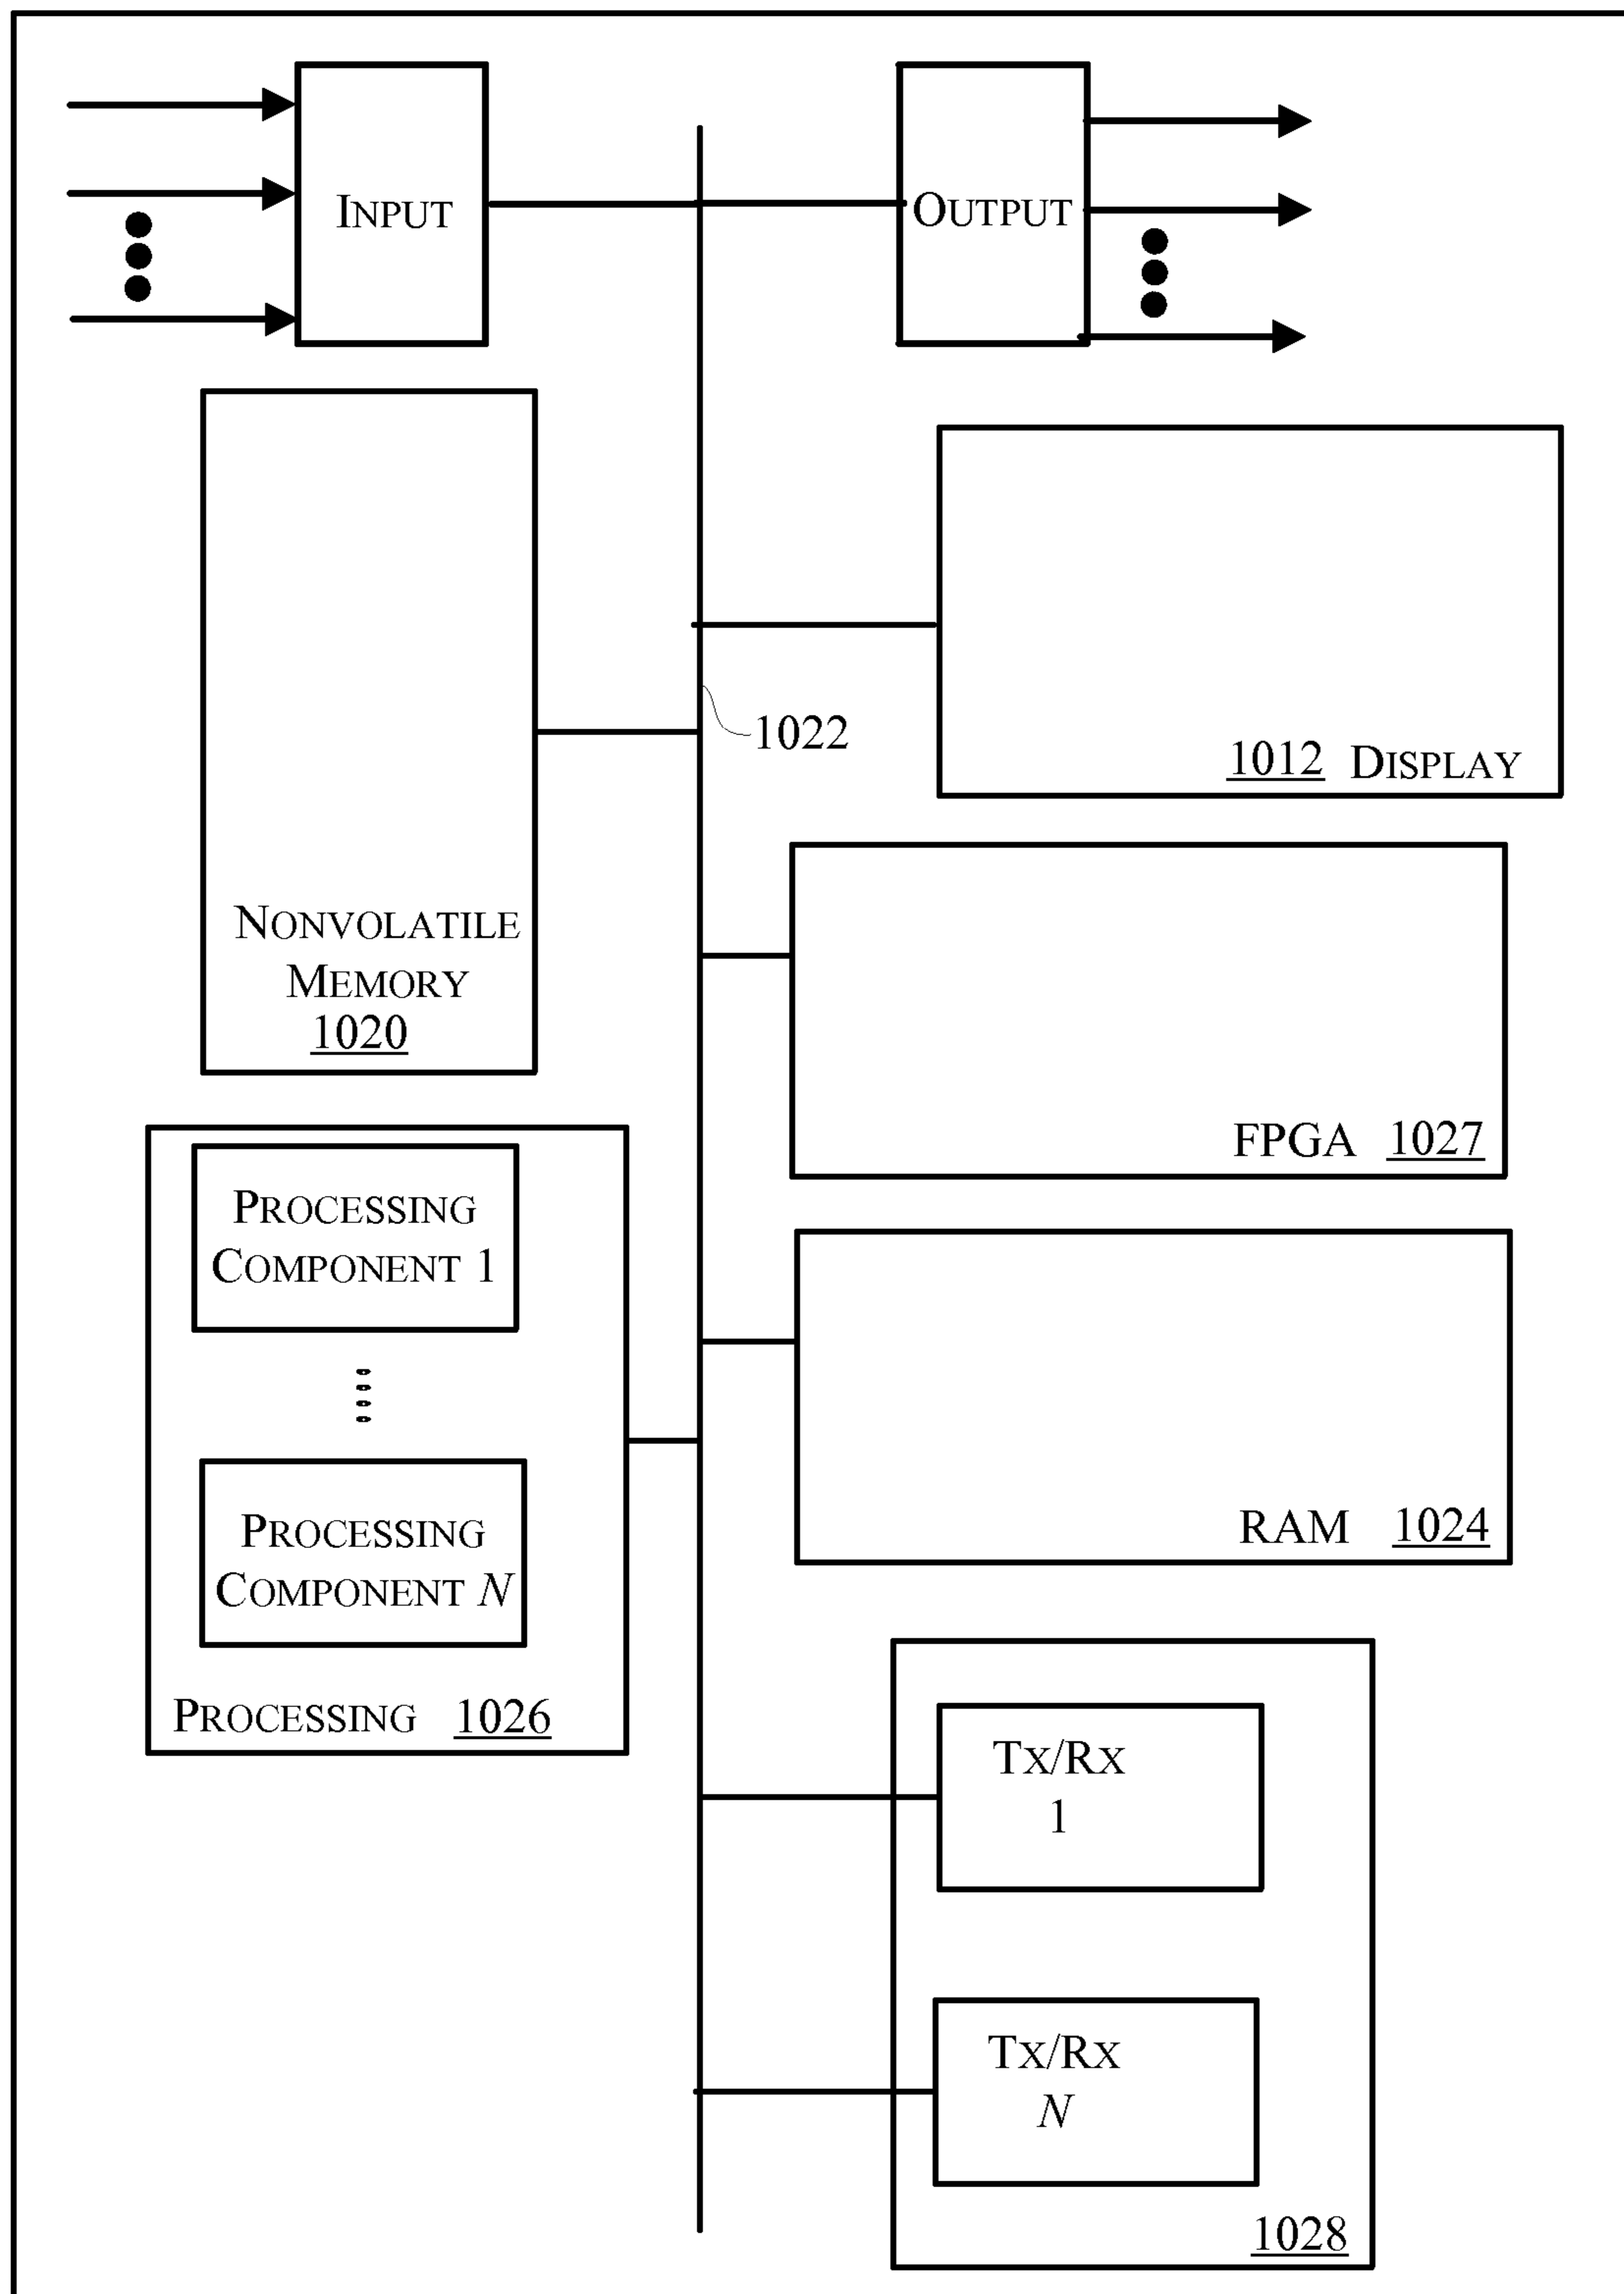 INPUT
OUTPUT
1022
1012 DISPLAY
NONVOLATILE
MEMORY
1020
FPGA 1027
PROCESSING
COMPONENT 1
PROCESSING
COMPONENT N
PROCESSING 1026
RAM 1024
TX/RX
1
TX/RX
N
1028